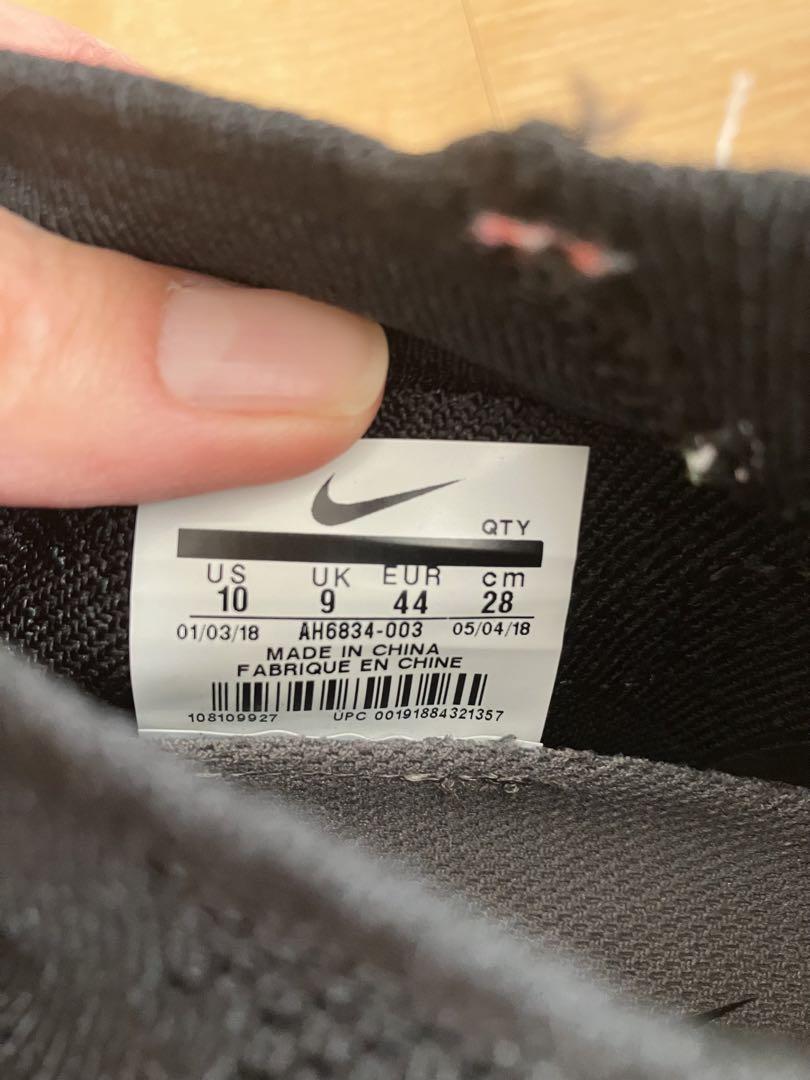 QTY
US UK EUR cm
10 9 44 28
01/03/18 AH6834-003 05/04/18
MADE IN CHINA
FABRIQUE EN CHINE
108109927 UPC 00191884321357